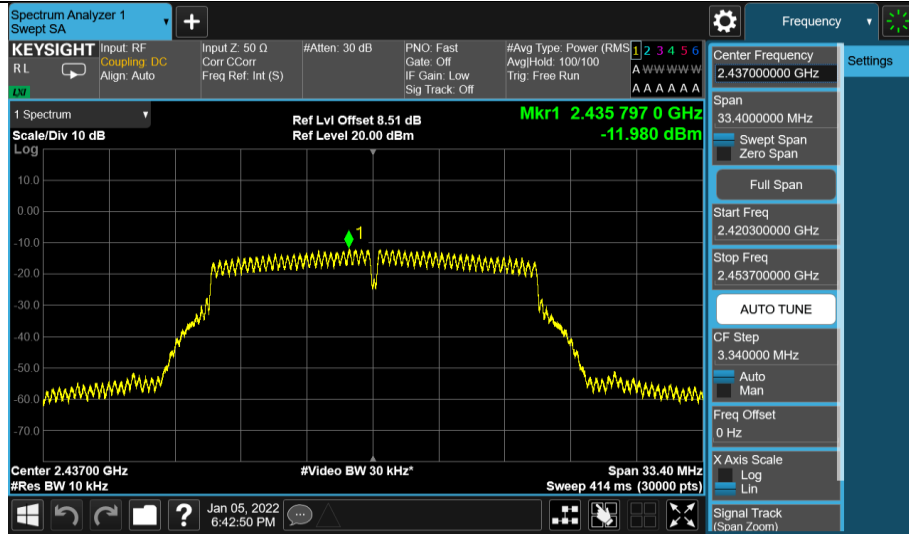 Spectrum Analyzer 1
Swept SA
+
Frequency
KEYSIGHT
RL
LXI
Input: RF
Coupling: DC
Align: Auto
Input Z: 50 Ω
Corr CCorr
Freq Ref: Int (S)
#Atten: 30 dB
PNO: Fast
Gate: Off
IF Gain: Low
Sig Track: Off
#Avg Type: Power (RMS
Avg|Hold: 100/100
Trig: Free Run
1 2 3 4 5 6
A W W W W W
A A A A A A
1 Spectrum
Scale/Div 10 dB
Log
Ref Lvl Offset 8.51 dB
Ref Level 20.00 dBm
Mkr1 2.435 797 0 GHz
-11.980 dBm
10.0
0.00
-10.0
-20.0
-30.0
-40.0
-50.0
-60.0
-70.0
1
Center 2.43700 GHz
#Res BW 10 kHz
#Video BW 30 kHz*
Span 33.40 MHz
Sweep 414 ms (30000 pts)
Center Frequency
2.437000000 GHz
Span
33.4000000 MHz
Swept Span
Zero Span
Full Span
Start Freq
2.420300000 GHz
Stop Freq
2.453700000 GHz
AUTO TUNE
CF Step
3.340000 MHz
Auto
Man
Freq Offset
0 Hz
X Axis Scale
Log
Lin
Signal Track
(Span Zoom)
Settings
?
Jan 05, 2022
6:42:50 PM